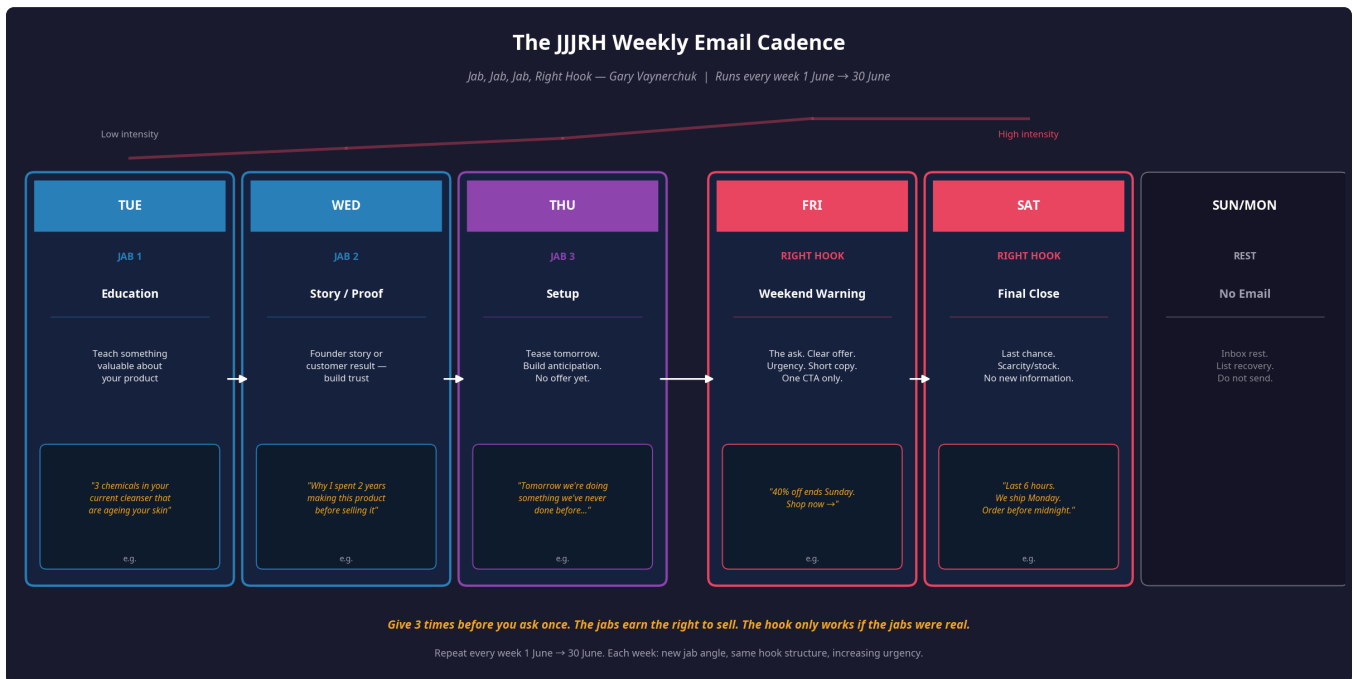 The JJJRH Weekly Email Cadence
Jab, Jab, Jab, Right Hook — Gary Vaynerchuk | Runs every week 1 June → 30 June
Low intensity
High intensity
TUE
JAB 1
Education
Teach something
valuable about
your product
"3 chemicals in your
current cleanser that
are ageing your skin"
e.g.
WED
JAB 2
Story / Proof
Founder story or
customer result —
build trust
"Why I spent 2 years
making this product
before selling it"
e.g.
THU
JAB 3
Setup
Tease tomorrow.
Build anticipation.
No offer yet.
"Tomorrow we're doing
something we've never
done before..."
e.g.
FRI
RIGHT HOOK
Weekend Warning
The ask. Clear offer.
Urgency. Short copy.
One CTA only.
"40% off ends Sunday.
Shop now →"
e.g.
SAT
RIGHT HOOK
Final Close
Last chance.
Scarcity/stock.
No new information.
"Last 6 hours.
We ship Monday.
Order before midnight."
e.g.
SUN/MON
REST
No Email
Inbox rest.
List recovery.
Do not send.
Give 3 times before you ask once. The jabs earn the right to sell. The hook only works if the jabs were real.
Repeat every week 1 June → 30 June. Each week: new jab angle, same hook structure, increasing urgency.